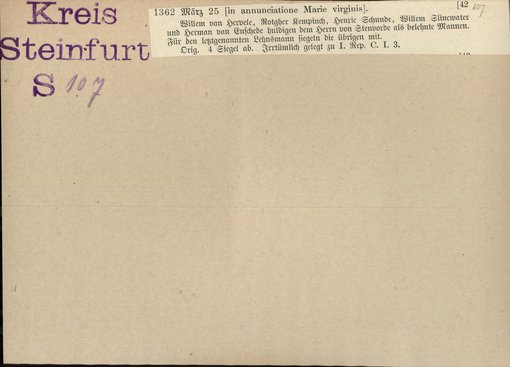 Kreis
Steinfurt
S 107
1362 März 25 [in annunciatione Marie virginis]. [42 107
Willem van Hervele, Rotgher Kempinch, Henric Schunde, Willem Slinewater
und Herman van Enschede huldigen dem Herrn von Stenvorde als belehnte Mannen.
Für den letztgenannten Lehnsmann siegeln die übrigen mit.
Orig. 4 Siegel ab. Irrtümlich gelegt zu I. Rep. C. I. 3.